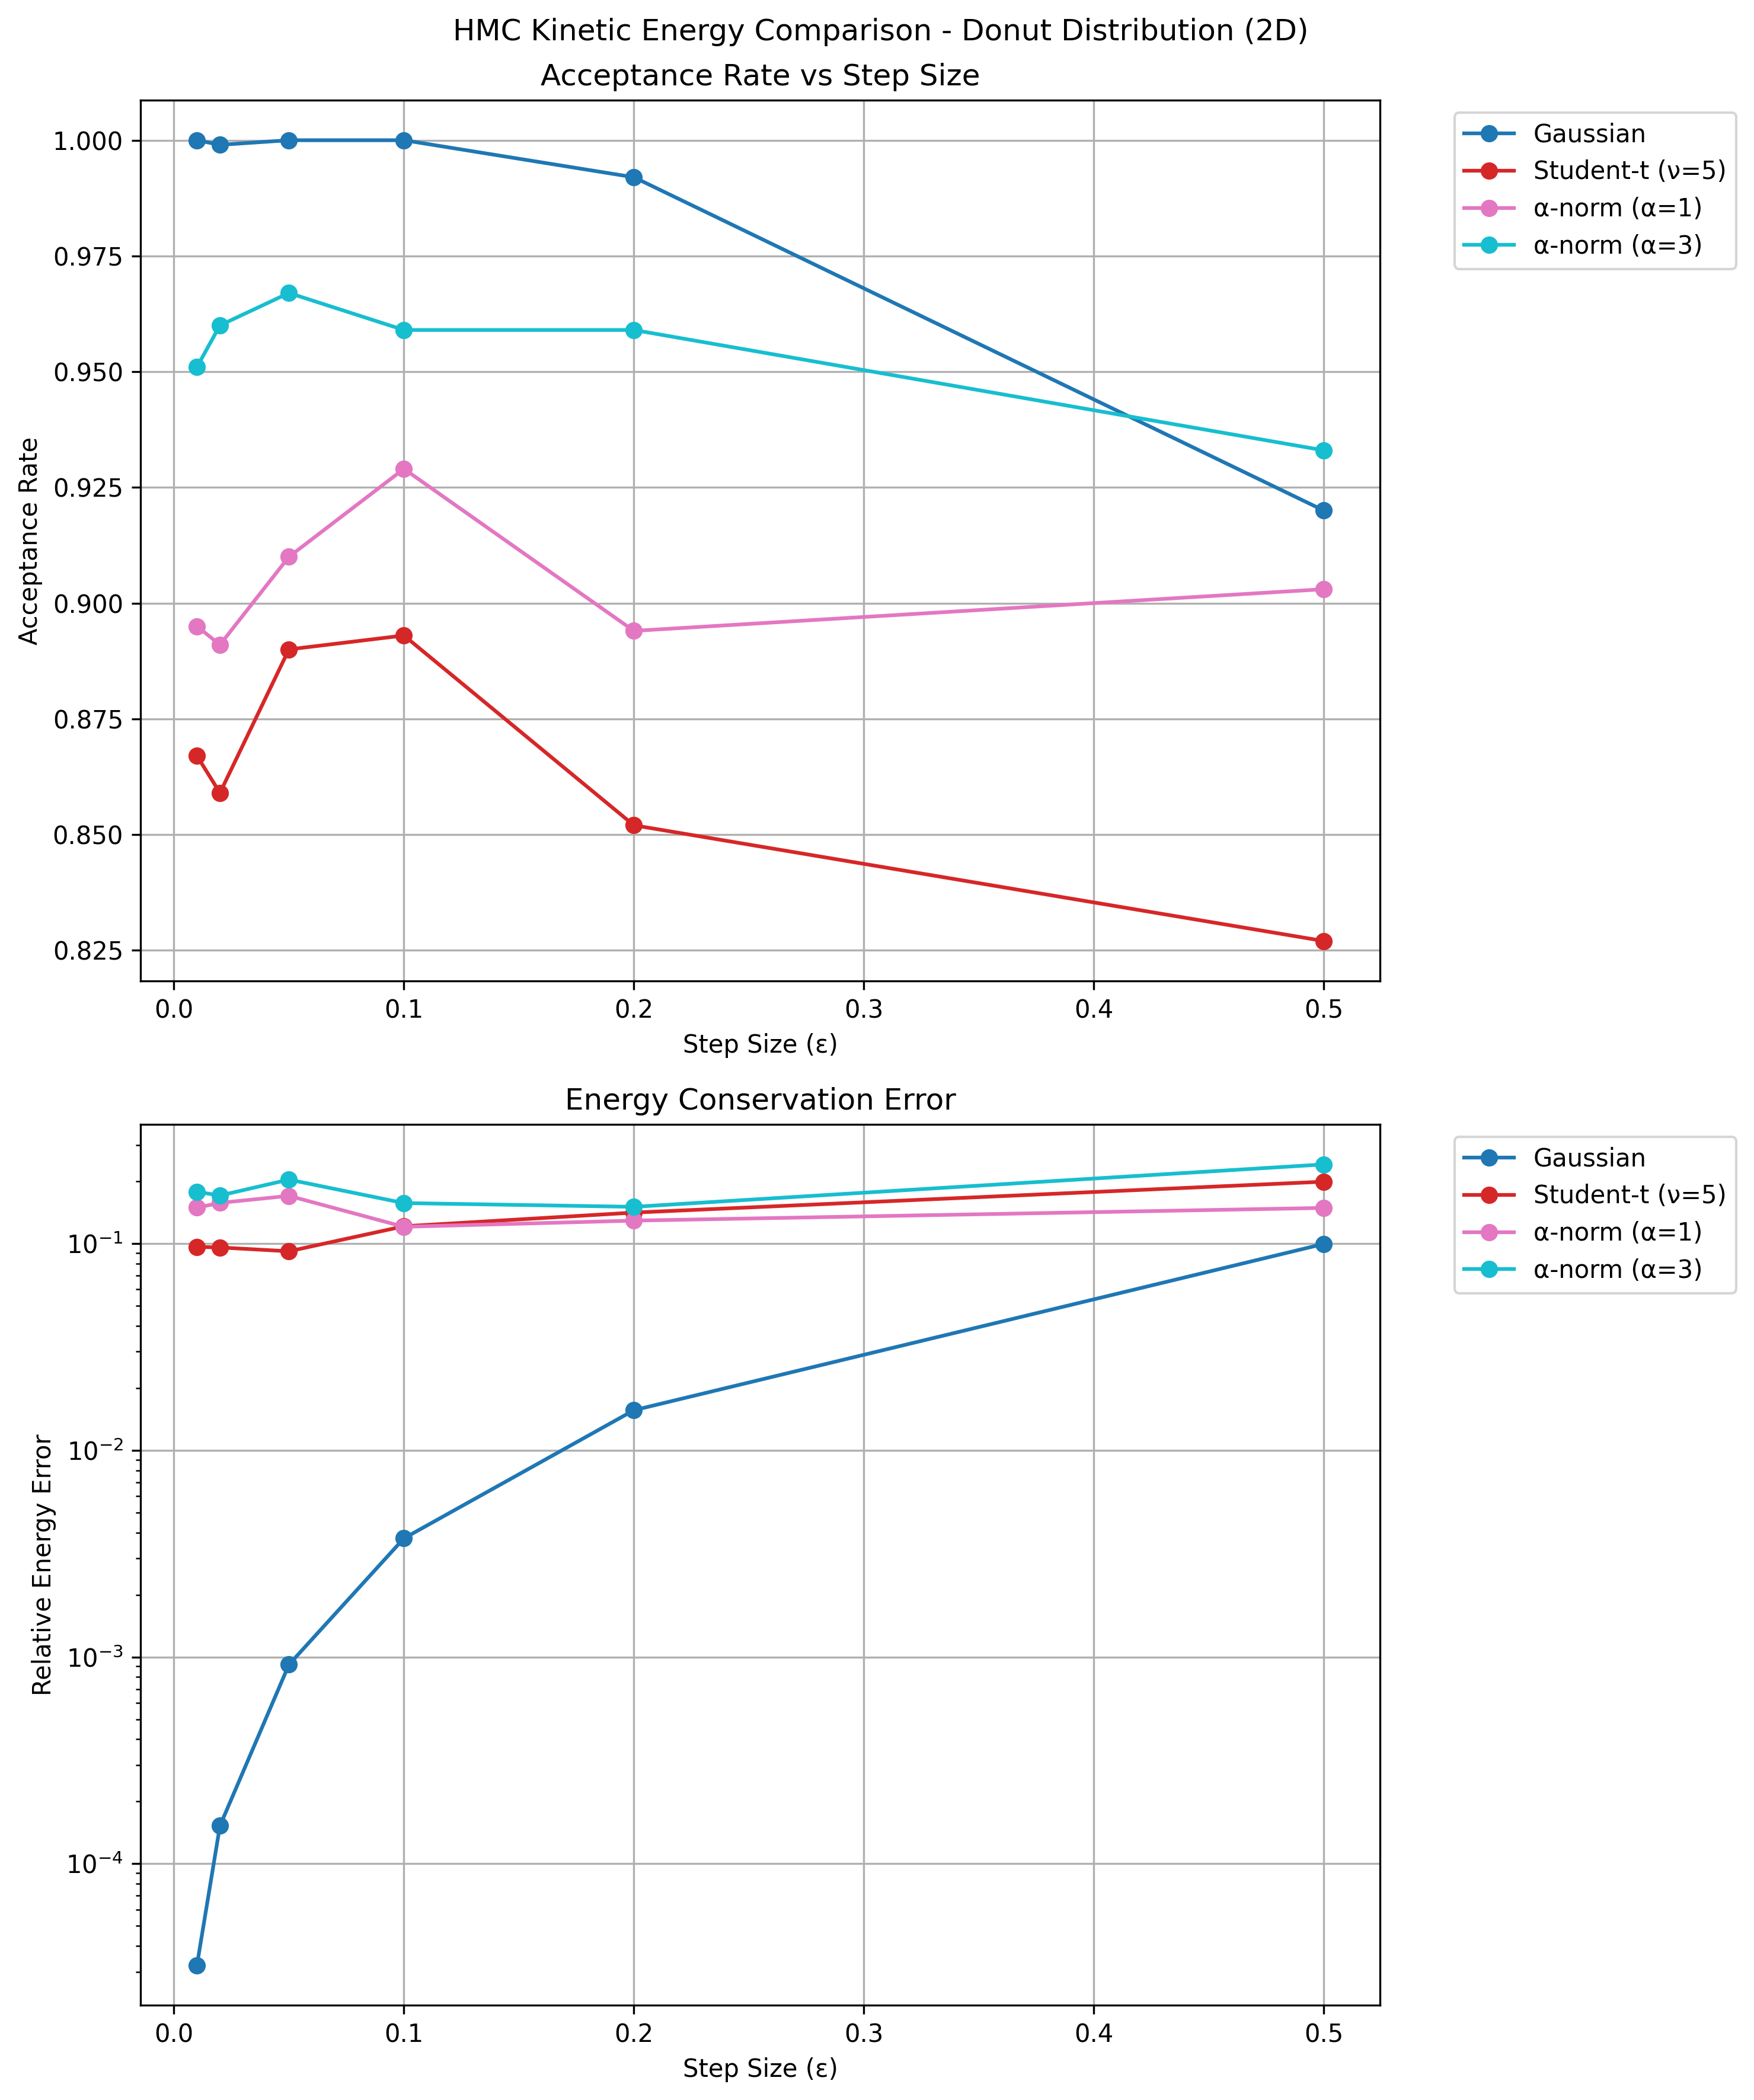 HMC Kinetic Energy Comparison - Donut Distribution (2D)
Acceptance Rate vs Step Size
1.000
0.975
0.950
0.925
0.900
0.875
0.850
0.825
Acceptance Rate
0.0 0.1 0.2 0.3 0.4 0.5
Step Size (ε)
Gaussian
Student-t (ν=5)
α-norm (α=1)
α-norm (α=3)
Energy Conservation Error
10⁻¹
10⁻²
10⁻³
10⁻⁴
Relative Energy Error
0.0 0.1 0.2 0.3 0.4 0.5
Step Size (ε)
Gaussian
Student-t (ν=5)
α-norm (α=1)
α-norm (α=3)